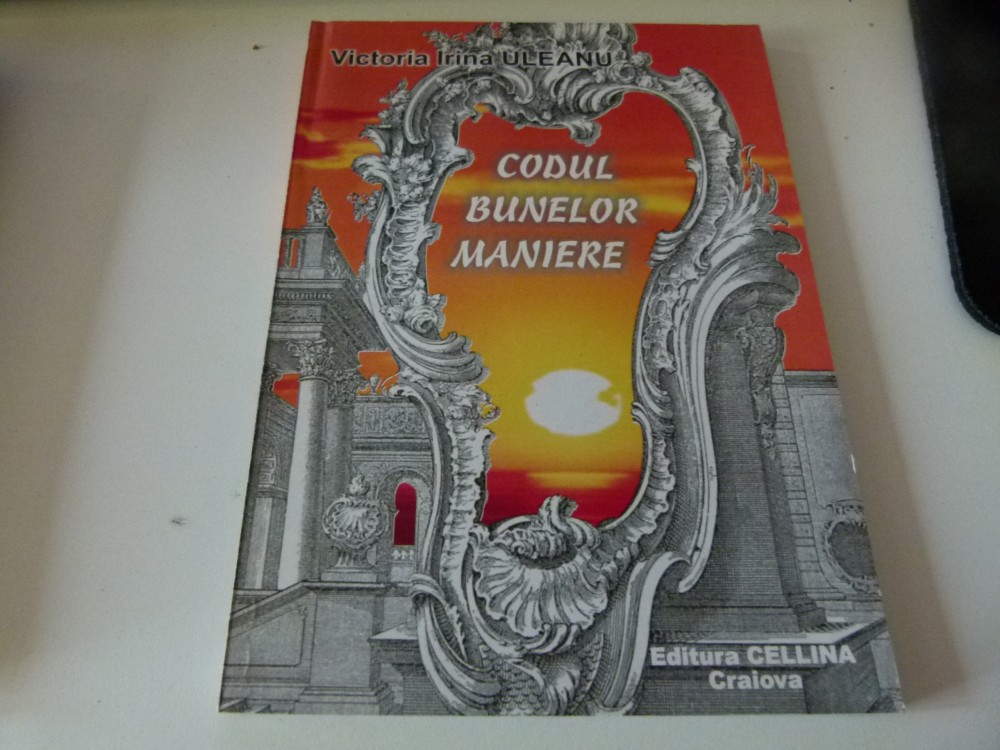 Victoria Irina ULEANU
CODUL
BUNELOR
MANIERE
Editura CELLINA
Craiova